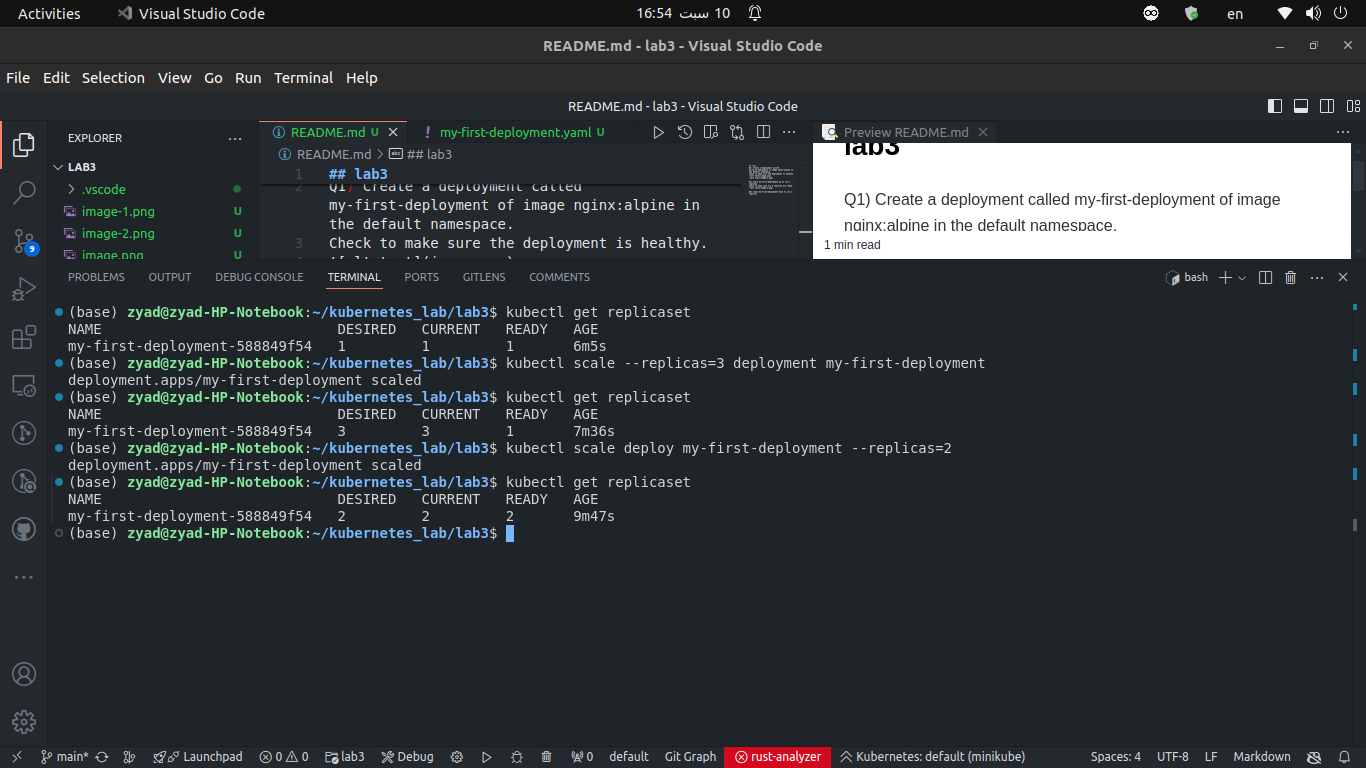 Activities
Visual Studio Code
10 سبت 16:54
en
README.md - lab3 - Visual Studio Code
File Edit Selection View Go Run Terminal Help
README.md - lab3 - Visual Studio Code
EXPLORER
LAB3
.vscode
image-1.png U
image-2.png U
image.png U
9
README.md U
my-first-deployment.yaml U
README.md > ## lab3
1 ## lab3
2 Q1) Create a deployment called
my-first-deployment of image nginx:alpine in
the default namespace.
3 Check to make sure the deployment is healthy.
Preview README.md
lab3
Q1) Create a deployment called my-first-deployment of image
nginx:alpine in the default namespace.
1 min read
PROBLEMS OUTPUT DEBUG CONSOLE TERMINAL PORTS GITLENS COMMENTS
bash
(base) zyad@zyad-HP-Notebook:~/kubernetes_lab/lab3$ kubectl get replicaset
NAME DESIRED CURRENT READY AGE
my-first-deployment-588849f54 1 1 1 6m5s
(base) zyad@zyad-HP-Notebook:~/kubernetes_lab/lab3$ kubectl scale --replicas=3 deployment my-first-deployment
deployment.apps/my-first-deployment scaled
(base) zyad@zyad-HP-Notebook:~/kubernetes_lab/lab3$ kubectl get replicaset
NAME DESIRED CURRENT READY AGE
my-first-deployment-588849f54 3 3 1 7m36s
(base) zyad@zyad-HP-Notebook:~/kubernetes_lab/lab3$ kubectl scale deploy my-first-deployment --replicas=2
deployment.apps/my-first-deployment scaled
(base) zyad@zyad-HP-Notebook:~/kubernetes_lab/lab3$ kubectl get replicaset
NAME DESIRED CURRENT READY AGE
my-first-deployment-588849f54 2 2 2 9m47s
(base) zyad@zyad-HP-Notebook:~/kubernetes_lab/lab3$
main* Launchpad 0 0 lab3 Debug 0 default Git Graph rust-analyzer Kubernetes: default (minikube) Spaces: 4 UTF-8 LF Markdown